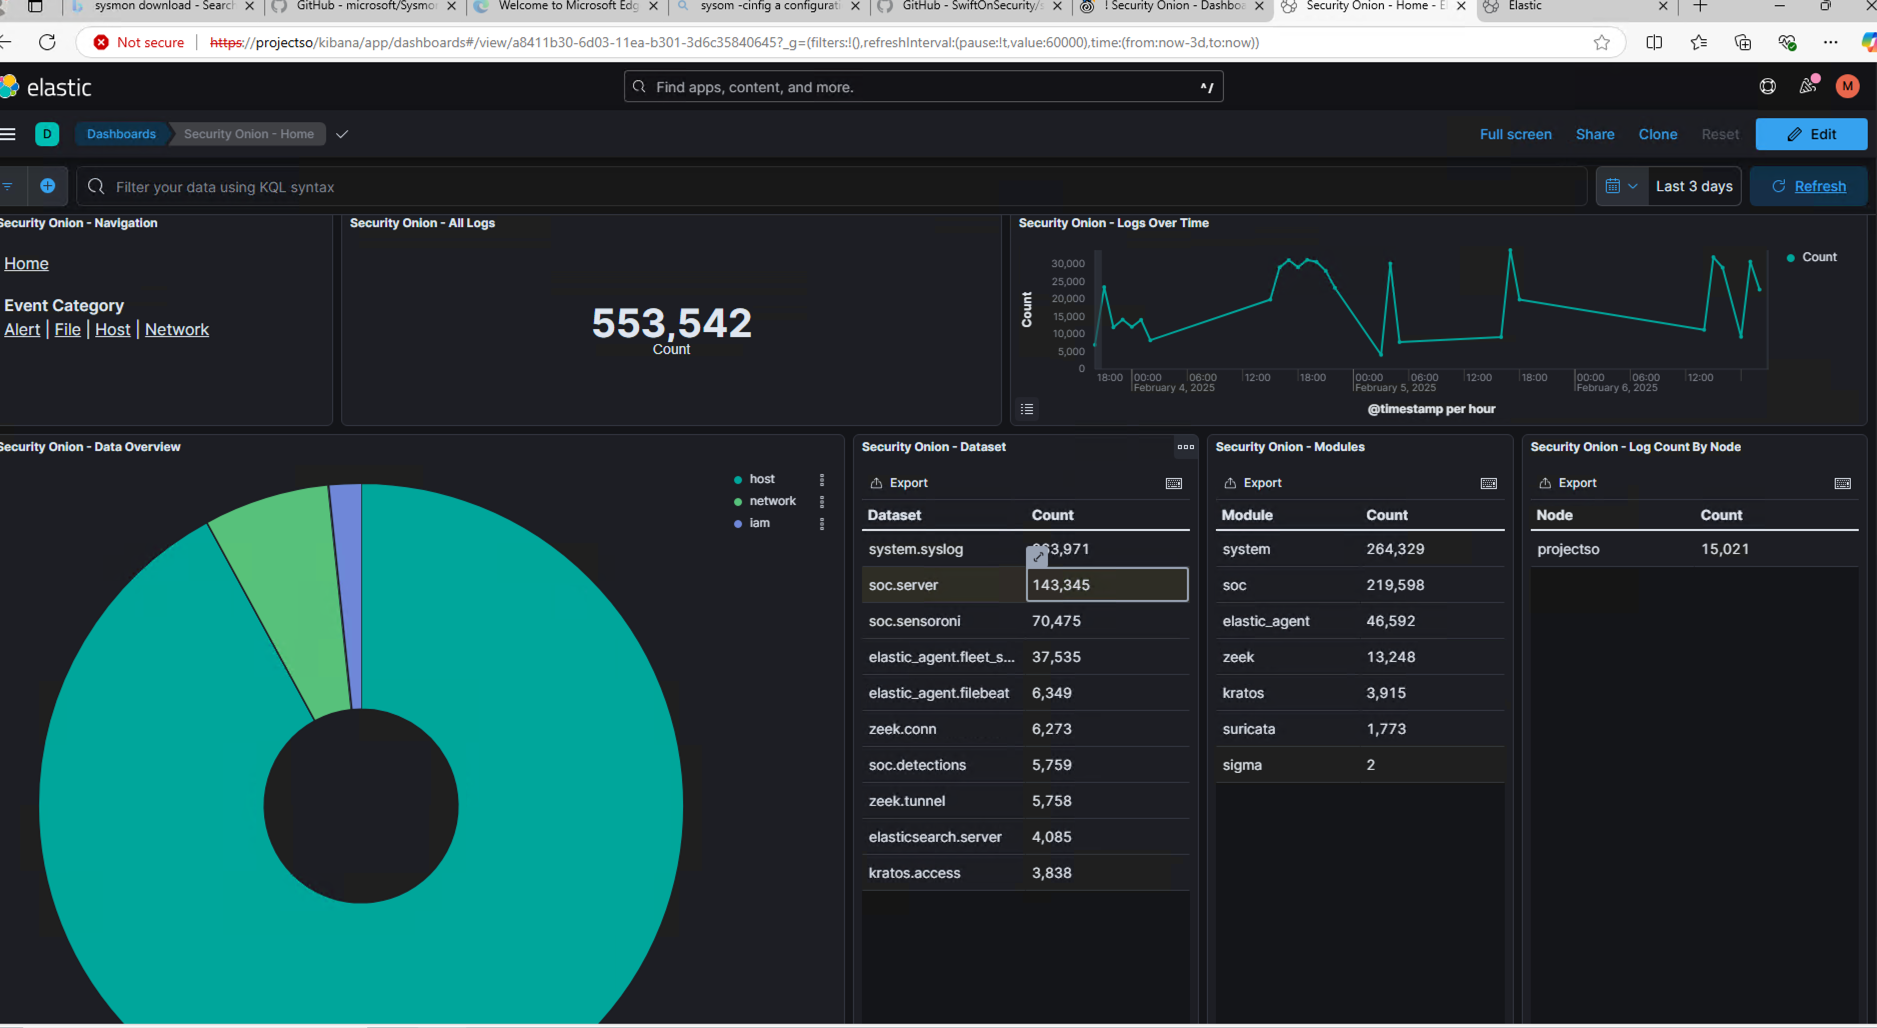 sysmon download - Search
GitHub - microsoft/Sysmo
Welcome to Microsoft Edg
sysom -cinfig a configurati
GitHub - SwiftOnSecurity/s
! Security Onion - Dashboa
Security Onion - Home - E
Elastic
Not secure
https://projectso/kibana/app/dashboards#/view/a8411b30-6d03-11ea-b301-3d6c35840645?_g=(filters:!(),refreshInterval:(pause:!t,value:60000),time:(from:now-3d,to:now))
elastic
Find apps, content, and more.
^/
M
D
Dashboards
Security Onion - Home
Full screen
Share
Clone
Reset
Edit
Filter your data using KQL syntax
Last 3 days
Refresh
Security Onion - Navigation
Home
Event Category
Alert | File | Host | Network
Security Onion - All Logs
553,542
Count
Security Onion - Logs Over Time
Count
30,000
25,000
20,000
15,000
10,000
5,000
0
18:00
00:00
06:00
12:00
18:00
00:00
06:00
12:00
18:00
00:00
06:00
12:00
February 4, 2025
February 5, 2025
February 6, 2025
@timestamp per hour
Count
Security Onion - Data Overview
host
network
iam
Security Onion - Dataset
Export
Dataset Count
system.syslog 3,971
soc.server 143,345
soc.sensoroni 70,475
elastic_agent.fleet_s... 37,535
elastic_agent.filebeat 6,349
zeek.conn 6,273
soc.detections 5,759
zeek.tunnel 5,758
elasticsearch.server 4,085
kratos.access 3,838
Security Onion - Modules
Export
Module Count
system 264,329
soc 219,598
elastic_agent 46,592
zeek 13,248
kratos 3,915
suricata 1,773
sigma 2
Security Onion - Log Count By Node
Export
Node Count
projectso 15,021